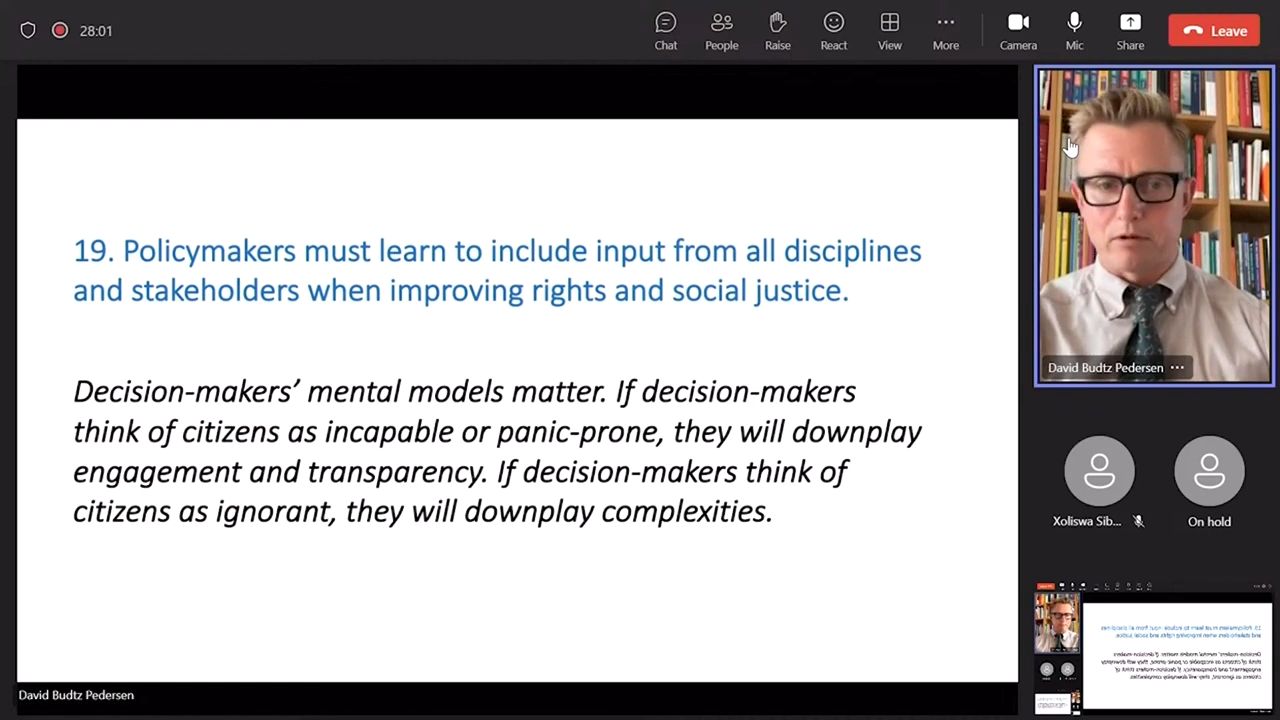 28:01
Chat
People
Raise
React
View
More
Camera
Mic
Share
Leave
19. Policymakers must learn to include input from all disciplines
and stakeholders when improving rights and social justice.
Decision-makers’ mental models matter. If decision-makers
think of citizens as incapable or panic-prone, they will downplay
engagement and transparency. If decision-makers think of
citizens as ignorant, they will downplay complexities.
David Budtz Pedersen
David Budtz Pedersen
Xoliswa Sib...
On hold